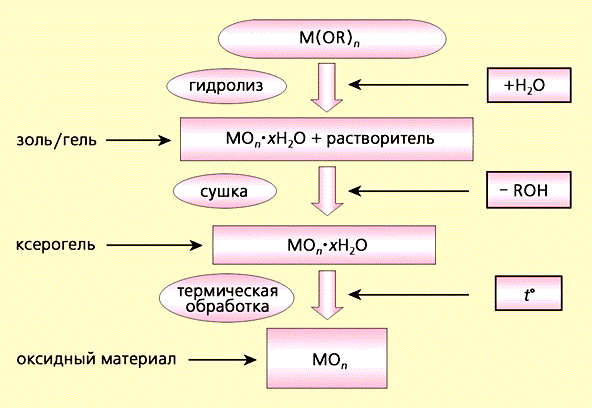 M(OR)ₙ
гидролиз
+H₂O
золь/гель
MOₙ·xH₂O + растворитель
сушка
– ROH
ксерогель
MOₙ·xH₂O
термическая
обработка
t°
оксидный материал
MOₙ